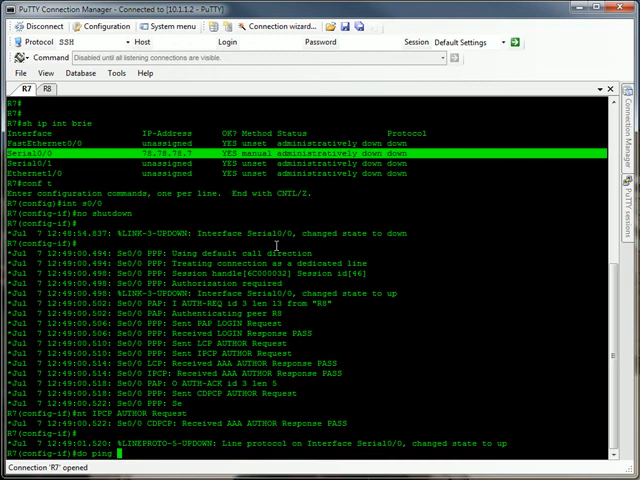 PuTTY Connection Manager - Connected to [10.1.1.2 - PuTTY]
Disconnect Configuration System menu Connection wizard...
Protocol SSH Host Login Password Session Default Settings
Command Disabled until all listening connections are visible.
File View Database Tools Help
R7 R8
R7#
R7#
R7#sh ip int brie
Interface IP-Address OK? Method Status Protocol
FastEthernet0/0 YES manual administratively down down
Serial0/0 78.78.78.7 YES manual administratively down down
Serial0/1 YES manual administratively down down
Ethernet1/0 YES manual administratively down down
R7#conf t
Enter configuration commands, one per line. End with CNTL/Z.
R7(config)#int s0/0
R7(config-if)#no shutdown
R7(config-if)#
*Jul 7 12:48:54.837: %LINK-3-UPDOWN: Interface Serial0/0, changed state to down
R7(config-if)#
*Jul 7 12:49:00.494: Se0/0 PPP: Using default call direction
*Jul 7 12:49:00.494: Se0/0 PPP: Treating connection as a dedicated line
*Jul 7 12:49:00.494: Se0/0 PPP: Session handle[6C000032] Session id[46]
*Jul 7 12:49:00.494: Se0/0 PPP: Authorization required
*Jul 7 12:49:00.498: %LINK-3-UPDOWN: Interface Serial0/0, changed state to up
*Jul 7 12:49:00.502: Se0/0 PAP: I AUTH-REQ id 3 len 13 from "R8"
*Jul 7 12:49:00.502: Se0/0 PAP: Authenticating peer R8
*Jul 7 12:49:00.506: Se0/0 PPP: Sent PAP LOGIN Request
*Jul 7 12:49:00.506: Se0/0 PPP: Received LOGIN Response PASS
*Jul 7 12:49:00.510: Se0/0 PPP: Sent LCP AUTHOR Request
*Jul 7 12:49:00.510: Se0/0 PPP: Sent IPCP AUTHOR Request
*Jul 7 12:49:00.514: Se0/0 LCP: Received AAA AUTHOR Response PASS
*Jul 7 12:49:00.514: Se0/0 IPCP: Received AAA AUTHOR Response PASS
*Jul 7 12:49:00.514: Se0/0 PAP: O AUTH-ACK id 3 len 5
*Jul 7 12:49:00.518: Se0/0 PPP: Sent CDPCP AUTHOR Request
*Jul 7 12:49:00.518: Se0/0 PPP: Se
R7(config-if)#nt IPCP AUTHOR Request
*Jul 7 12:49:00.522: Se0/0 CDPCP: Received AAA AUTHOR Response PASS
R7(config-if)#
*Jul 7 12:49:01.520: %LINEPROTO-5-UPDOWN: Line protocol on Interface Serial0/0, changed state to up
R7(config-if)#do ping
Connection 'R7' opened
Connection Manager
PuTTY sessions